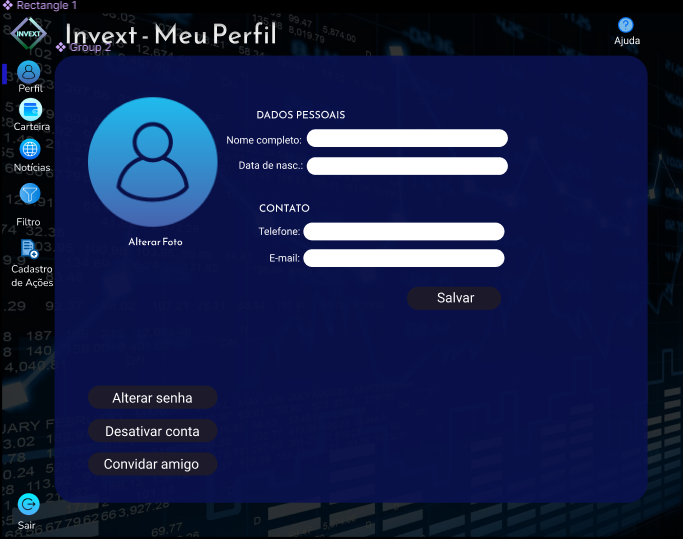 Rectangle 1
INVEXT
Invext - Meu Perfil
Group 2
Ajuda
Perfil
Carteira
Notícias
Filtro
Cadastro
de Ações
Sair
Alterar Foto
DADOS PESSOAIS
Nome completo:
Data de nasc.:
CONTATO
Telefone:
E-mail:
Salvar
Alterar senha
Desativar conta
Convidar amigo